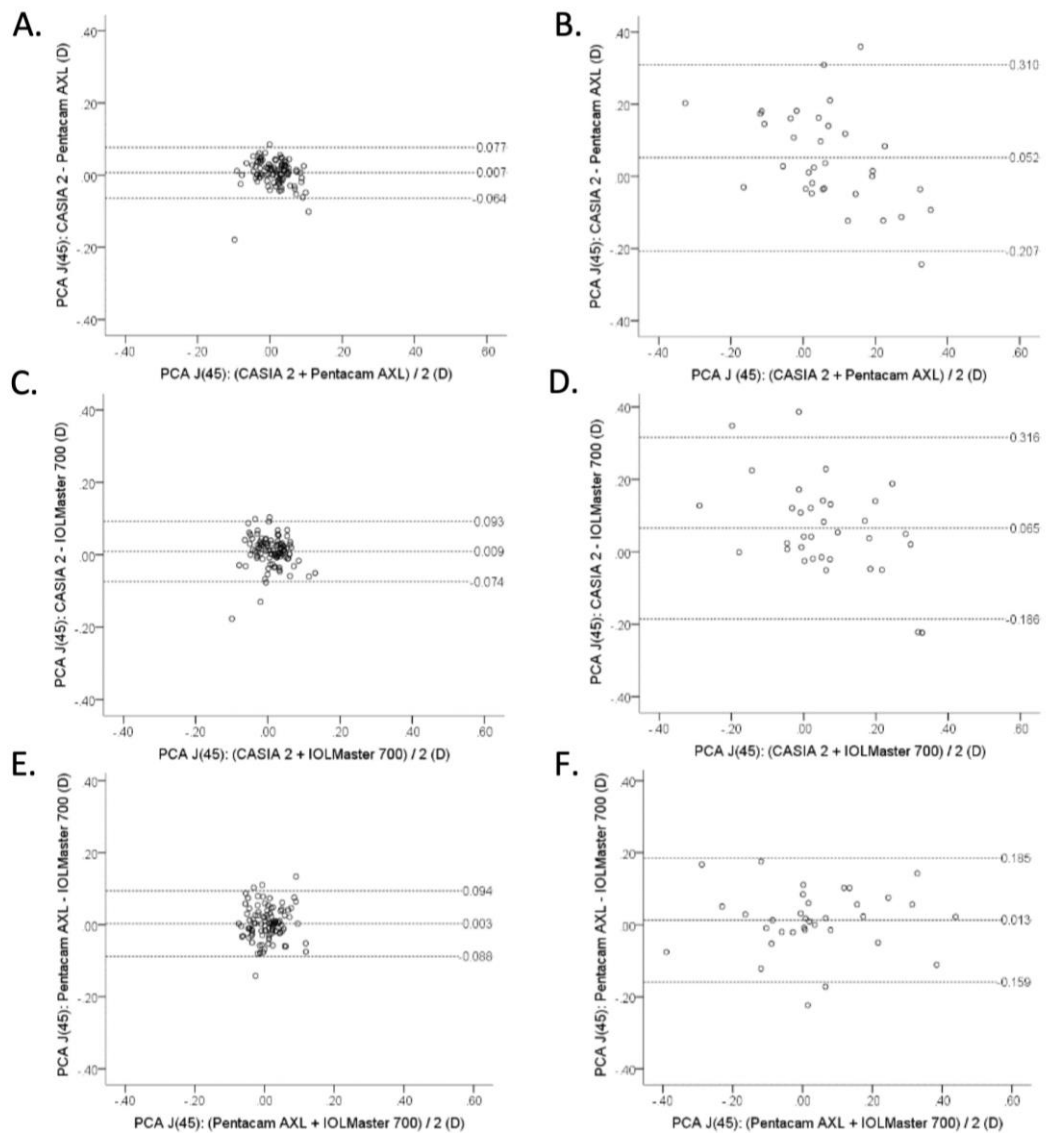 A.
PCA J(45): CASIA 2 - Pentacam AXL (D)
.40
.20
.00
-.20
-.40
0.077
0.007
-0.064
-.40 -.20 .00 .20 .40 .60
PCA J(45): (CASIA 2 + Pentacam AXL) / 2 (D)
B.
PCA J(45): CASIA 2 - Pentacam AXL (D)
.40
.20
.00
-.20
-.40
0.310
0.052
-0.207
-.40 -.20 .00 .20 .40 .60
PCA J (45): (CASIA 2 + Pentacam AXL) / 2 (D)
C.
PCA J(45): CASIA 2 - IOLMaster 700 (D)
.40
.20
.00
-.20
-.40
0.093
0.009
-0.074
-.40 -.20 .00 .20 .40 .60
PCA J(45): (CASIA 2 + IOLMaster 700) / 2 (D)
D.
PCA J(45): CASIA 2 - IOLMaster 700 (D)
.40
.20
.00
-.20
-.40
0.316
0.065
-0.186
-.40 -.20 .00 .20 .40 .60
PCA J(45): (CASIA 2 + IOLMaster 700) / 2 (D)
E.
PCA J(45): Pentacam AXL - IOLMaster 700 (D)
.40
.20
.00
-.20
-.40
0.094
0.003
-0.088
-.40 -.20 .00 .20 .40 .60
PCA J(45): (Pentacam AXL + IOLMaster 700) / 2 (D)
F.
PCA J(45): Pentacam AXL - IOLMaster 700 (D)
.40
.20
.00
-.20
-.40
0.185
0.013
-0.159
-.40 -.20 .00 .20 .40 .60
PCA J(45): (Pentacam AXL + IOLMaster 700) / 2 (D)